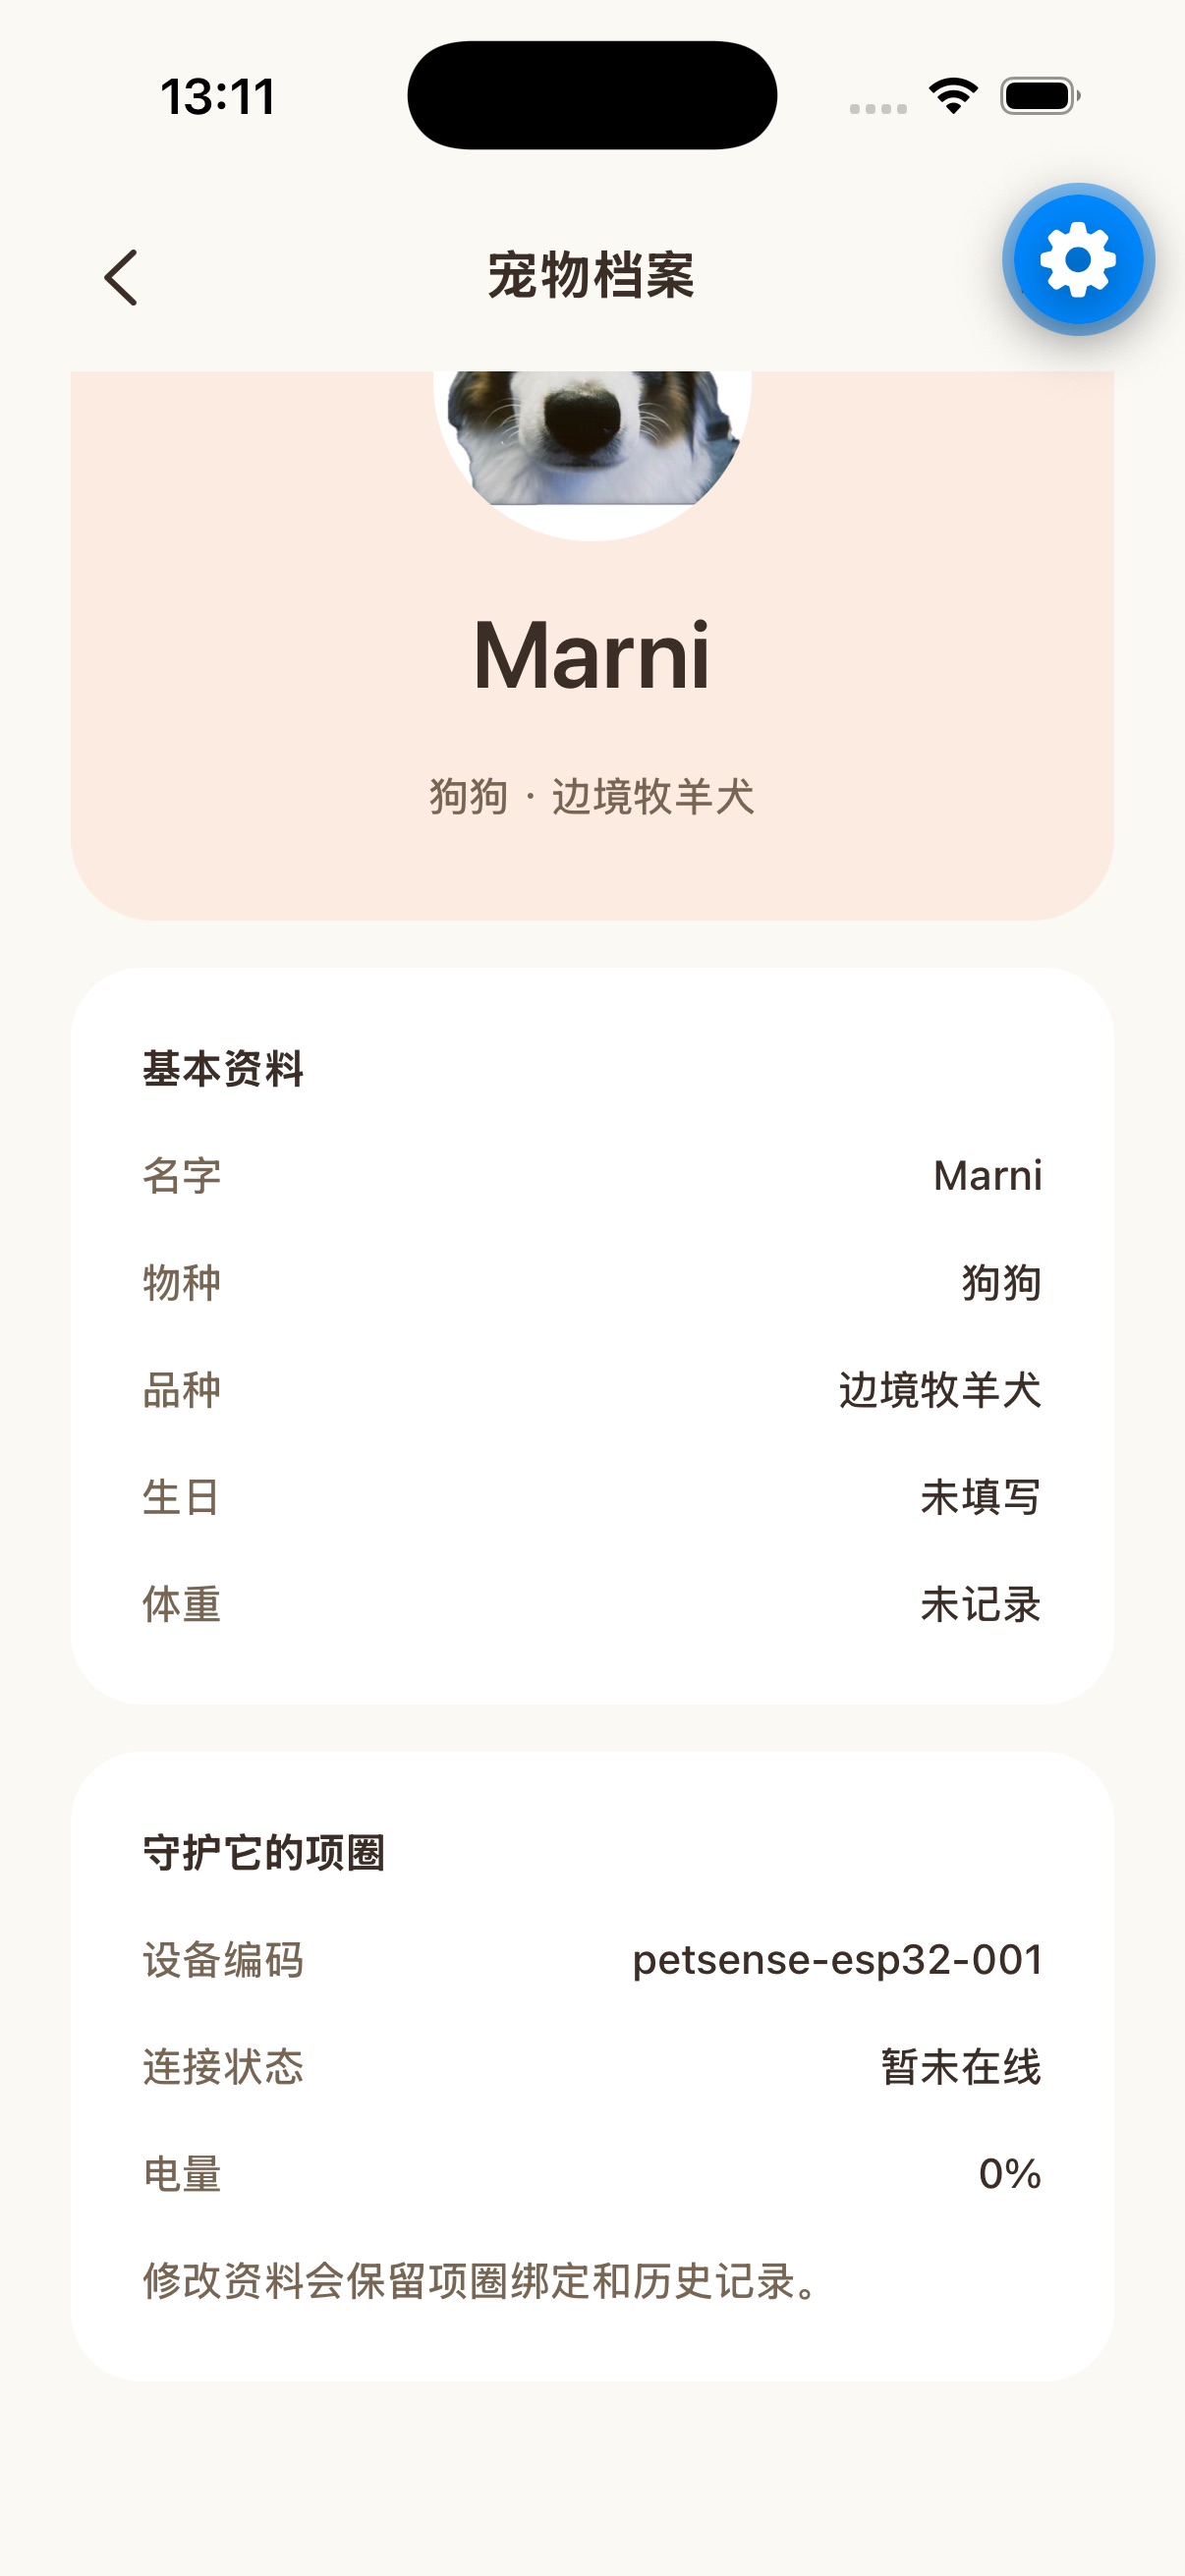 13:11
宠物档案
Marni
狗狗 · 边境牧羊犬
基本资料
名字 Marni
物种 狗狗
品种 边境牧羊犬
生日 未填写
体重 未记录
守护它的项圈
设备编码 petsense-esp32-001
连接状态 暂未在线
电量 0%
修改资料会保留项圈绑定和历史记录。